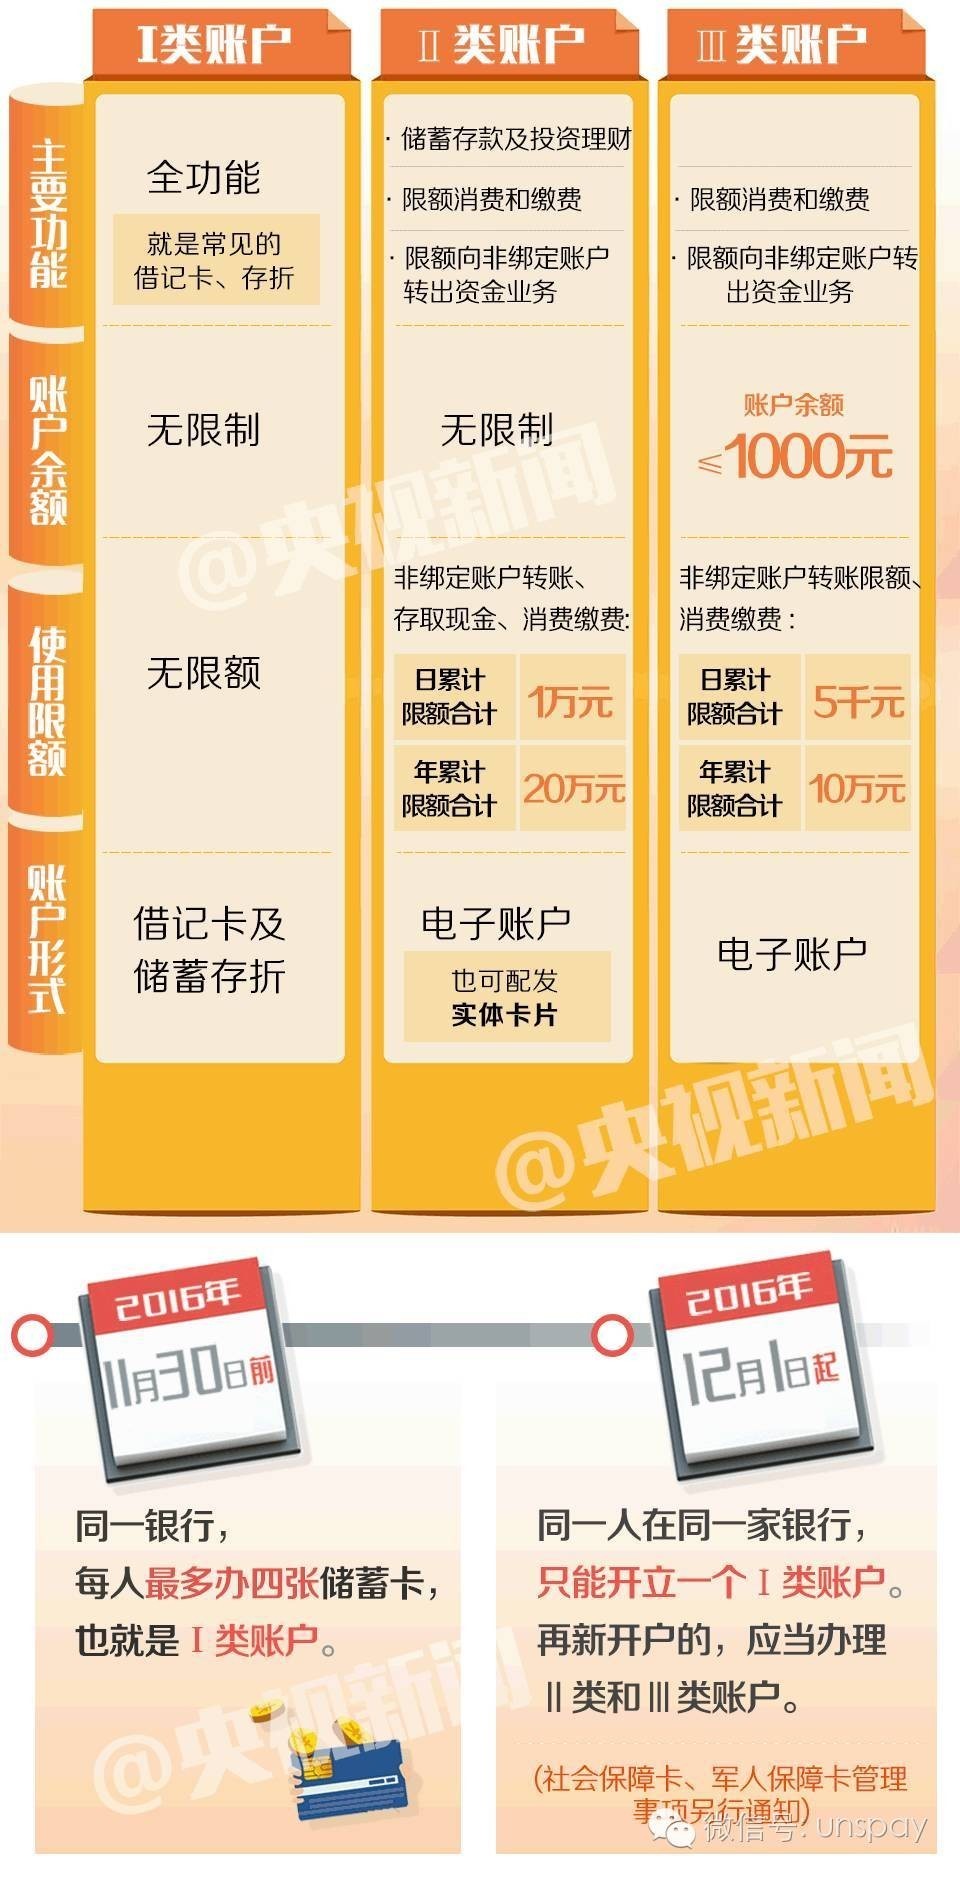 I类账户
II 类账户
III 类账户
主要功能
全功能
就是常见的
借记卡、存折
· 储蓄存款及投资理财
· 限额消费和缴费
· 限额向非绑定账户
转出资金业务
· 限额消费和缴费
· 限额向非绑定账户转
出资金业务
账户余额
无限制
无限制
账户余额
≤1000元
使用限额
无限额
非绑定账户转账、
存取现金、消费缴费:
日累计
限额合计
1万元
年累计
限额合计
20万元
非绑定账户转账限额、
消费缴费：
日累计
限额合计
5千元
年累计
限额合计
10万元
账户形式
借记卡及
储蓄存折
电子账户
也可配发
实体卡片
电子账户
@央视新闻
@央视新闻
2016年
11月30日前
同一银行，
每人最多办四张储蓄卡，
也就是 I 类账户。
2016年
12月1日起
同一人在同一家银行，
只能开立一个 I 类账户。
再新开户的，应当办理
II 类和III 类账户。
(社会保障卡、军人保障卡管理
事项另行通知)
@央视新闻
微信号: unspay